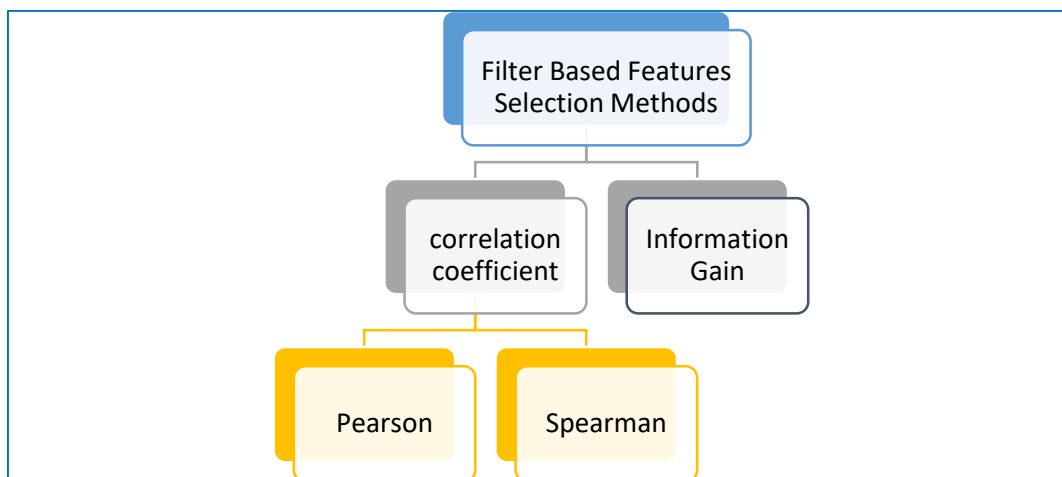 Filter Based Features
Selection Methods
correlation
coefficient
Information
Gain
Pearson
Spearman